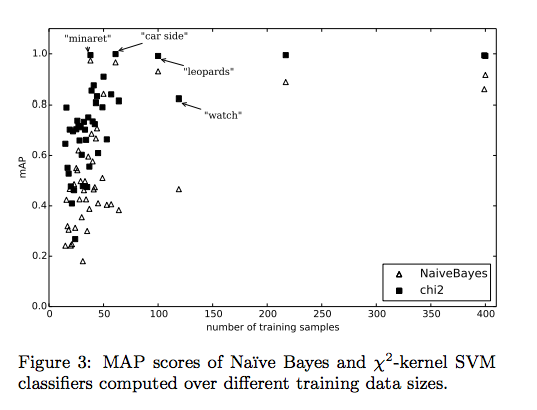 "minaret"
"car side"
"leopards"
"watch"
1.0
0.8
0.6
0.4
0.2
0.0
mAP
NaiveBayes
chi2
0 50 100 150 200 250 300 350 400
number of training samples
Figure 3: MAP scores of Naïve Bayes and χ²-kernel SVM
classifiers computed over different training data sizes.